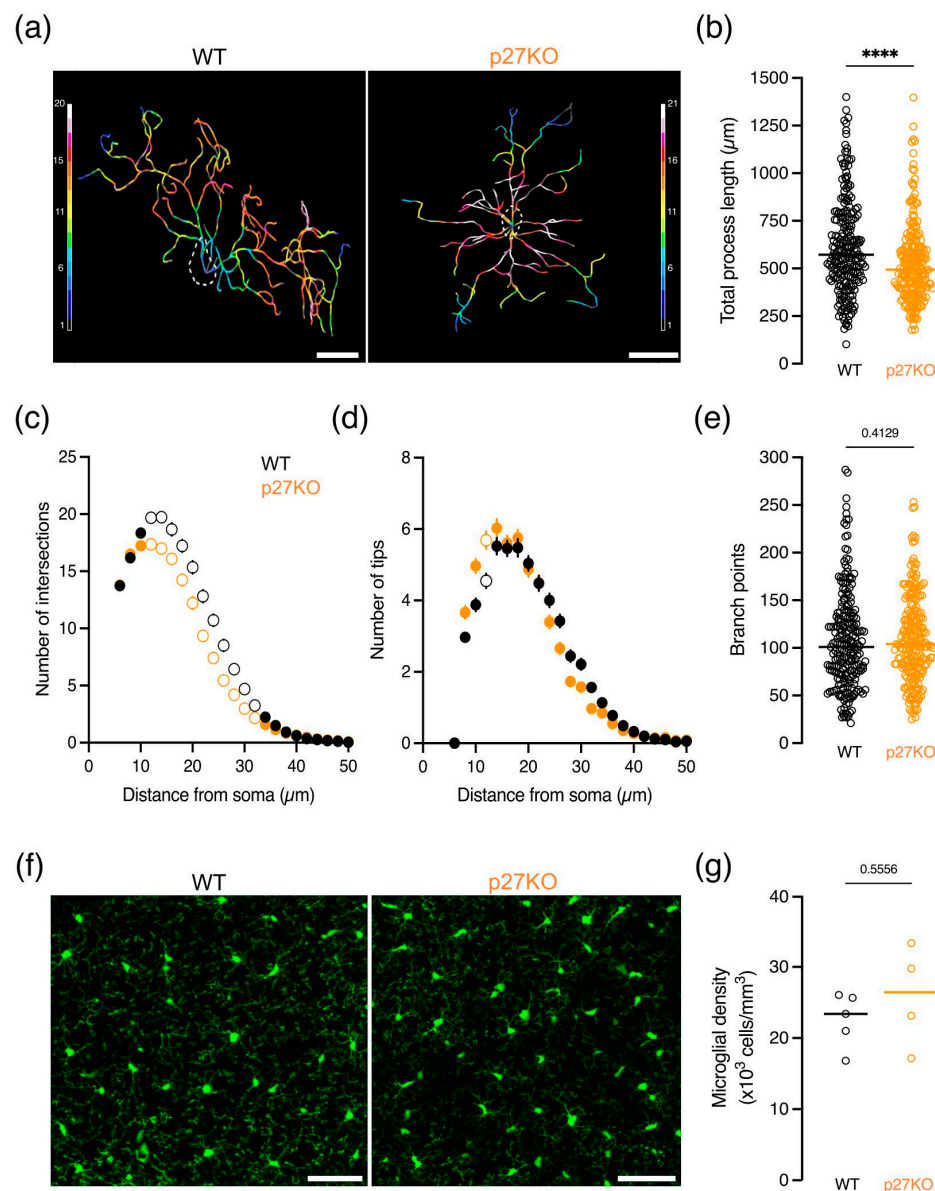 (a)
WT
p27KO
20
15
11
6
1
21
16
11
6
1
(b)
****
Total process length (µm)
1500
1250
1000
750
500
250
0
WT
p27KO
(c)
Number of intersections
25
20
15
10
5
0
WT
p27KO
0
10
20
30
40
50
Distance from soma (µm)
(d)
Number of tips
8
6
4
2
0
0
10
20
30
40
50
Distance from soma (µm)
(e)
0.4129
Branch points
300
250
200
150
100
50
0
WT
p27KO
(f)
WT
p27KO
(g)
0.5556
Microglial density
(x10³ cells/mm³)
40
30
20
10
0
WT
p27KO